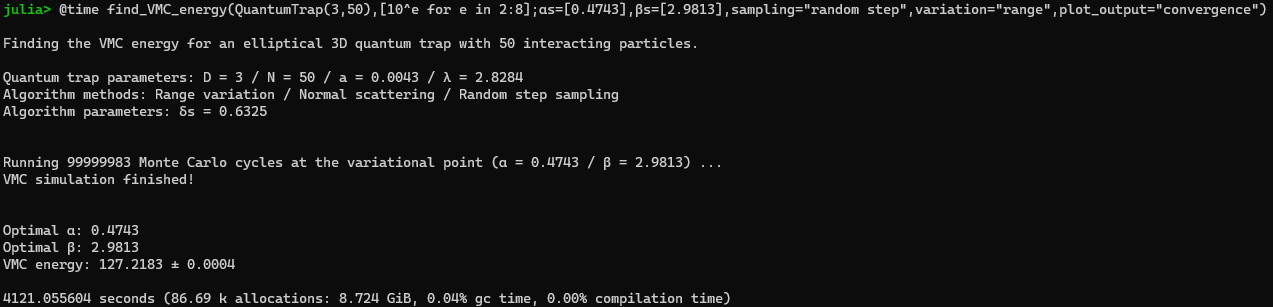 julia> @time find_VMC_energy(QuantumTrap(3,50),[10^e for e in 2:8];αs=[0.4743],βs=[2.9813],sampling="random step",variation="range",plot_output="convergence")
Finding the VMC energy for an elliptical 3D quantum trap with 50 interacting particles.
Quantum trap parameters: D = 3 / N = 50 / a = 0.0043 / λ = 2.8284
Algorithm methods: Range variation / Normal scattering / Random step sampling
Algorithm parameters: δs = 0.6325
Running 99999983 Monte Carlo cycles at the variational point (α = 0.4743 / β = 2.9813) ...
VMC simulation finished!
Optimal α: 0.4743
Optimal β: 2.9813
VMC energy: 127.2183 ± 0.0004
4121.055604 seconds (86.69 k allocations: 8.724 GiB, 0.04% gc time, 0.00% compilation time)